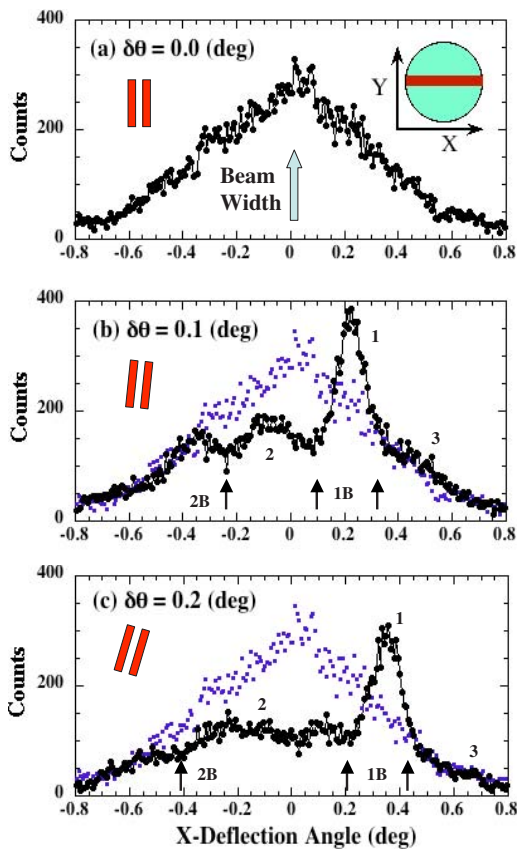 400
(a) δθ = 0.0 (deg)
Y
X
200
Counts
Beam
Width
0
-0.8 -0.6 -0.4 -0.2 0 0.2 0.4 0.6 0.8
400
(b) δθ = 0.1 (deg)
1
200
Counts
2
3
2B
1B
0
-0.8 -0.6 -0.4 -0.2 0 0.2 0.4 0.6 0.8
400
(c) δθ = 0.2 (deg)
1
200
Counts
2
3
2B
1B
0
-0.8 -0.6 -0.4 -0.2 0 0.2 0.4 0.6 0.8
X-Deflection Angle (deg)